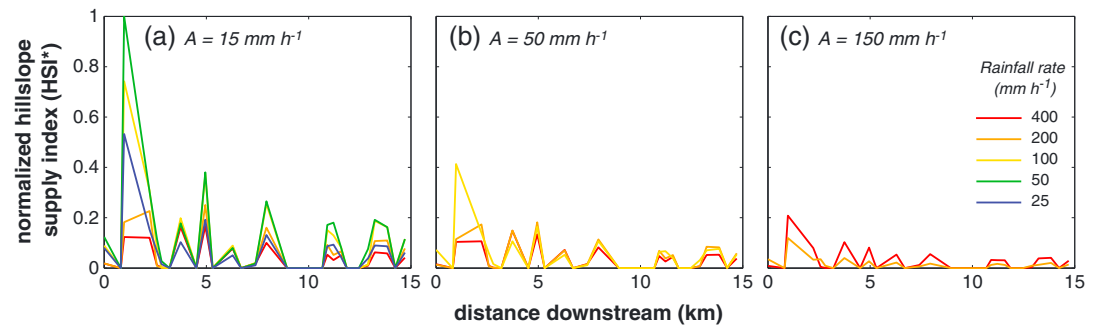 normalized hillslope
supply index (HSI*)
1
0.8
0.6
0.4
0.2
0
(a) A = 15 mm h-1
0 5 10 15
(b) A = 50 mm h-1
0 5 10 15
(c) A = 150 mm h-1
0 5 10 15
Rainfall rate
(mm h-1)
400
200
100
50
25
distance downstream (km)